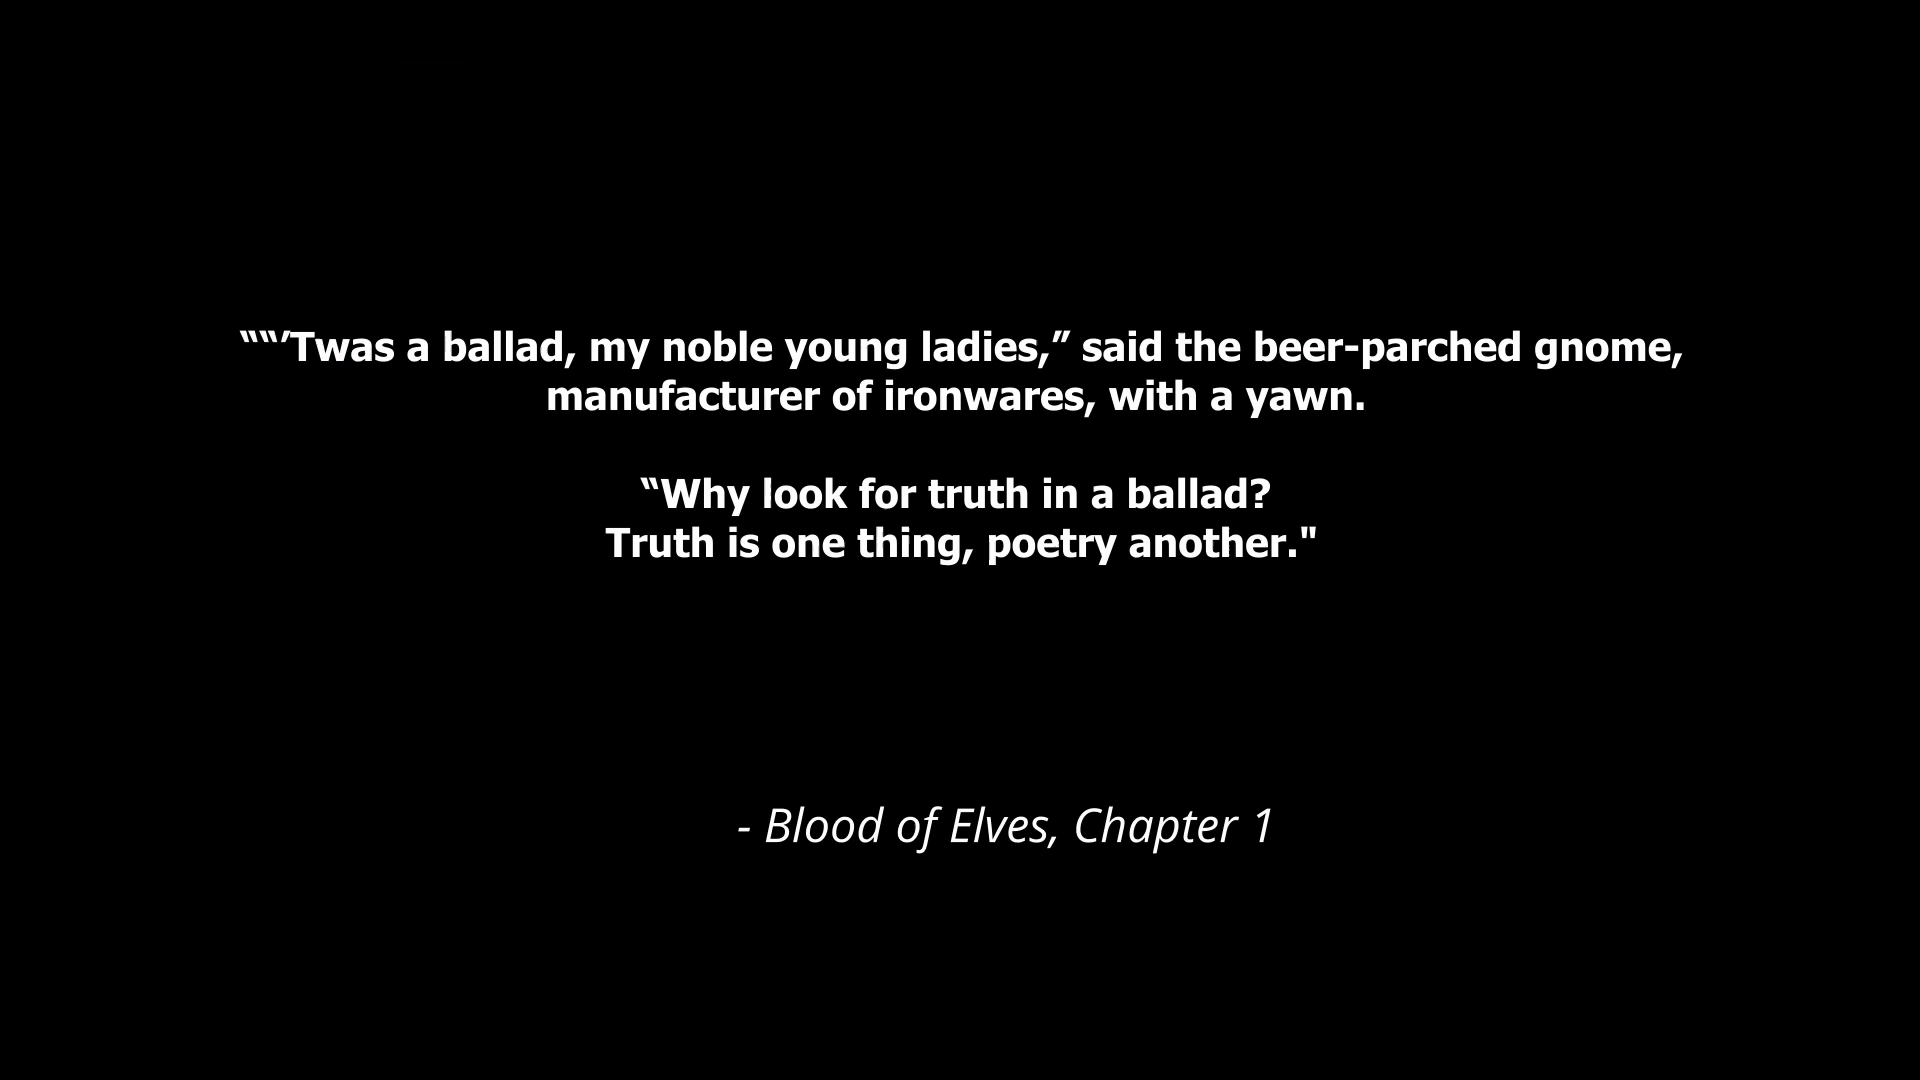 ““‘Twas a ballad, my noble young ladies,” said the beer-parched gnome,
manufacturer of ironwares, with a yawn.
“Why look for truth in a ballad?
Truth is one thing, poetry another."
- Blood of Elves, Chapter 1